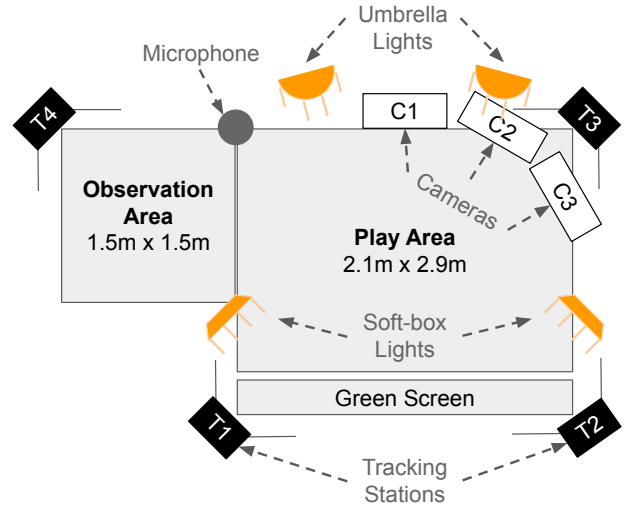 Umbrella
Lights
Microphone
T4
C1
C2
T3
Cameras
C3
Observation
Area
1.5m x 1.5m
Play Area
2.1m x 2.9m
Soft-box
Lights
Green Screen
T1
T2
Tracking
Stations